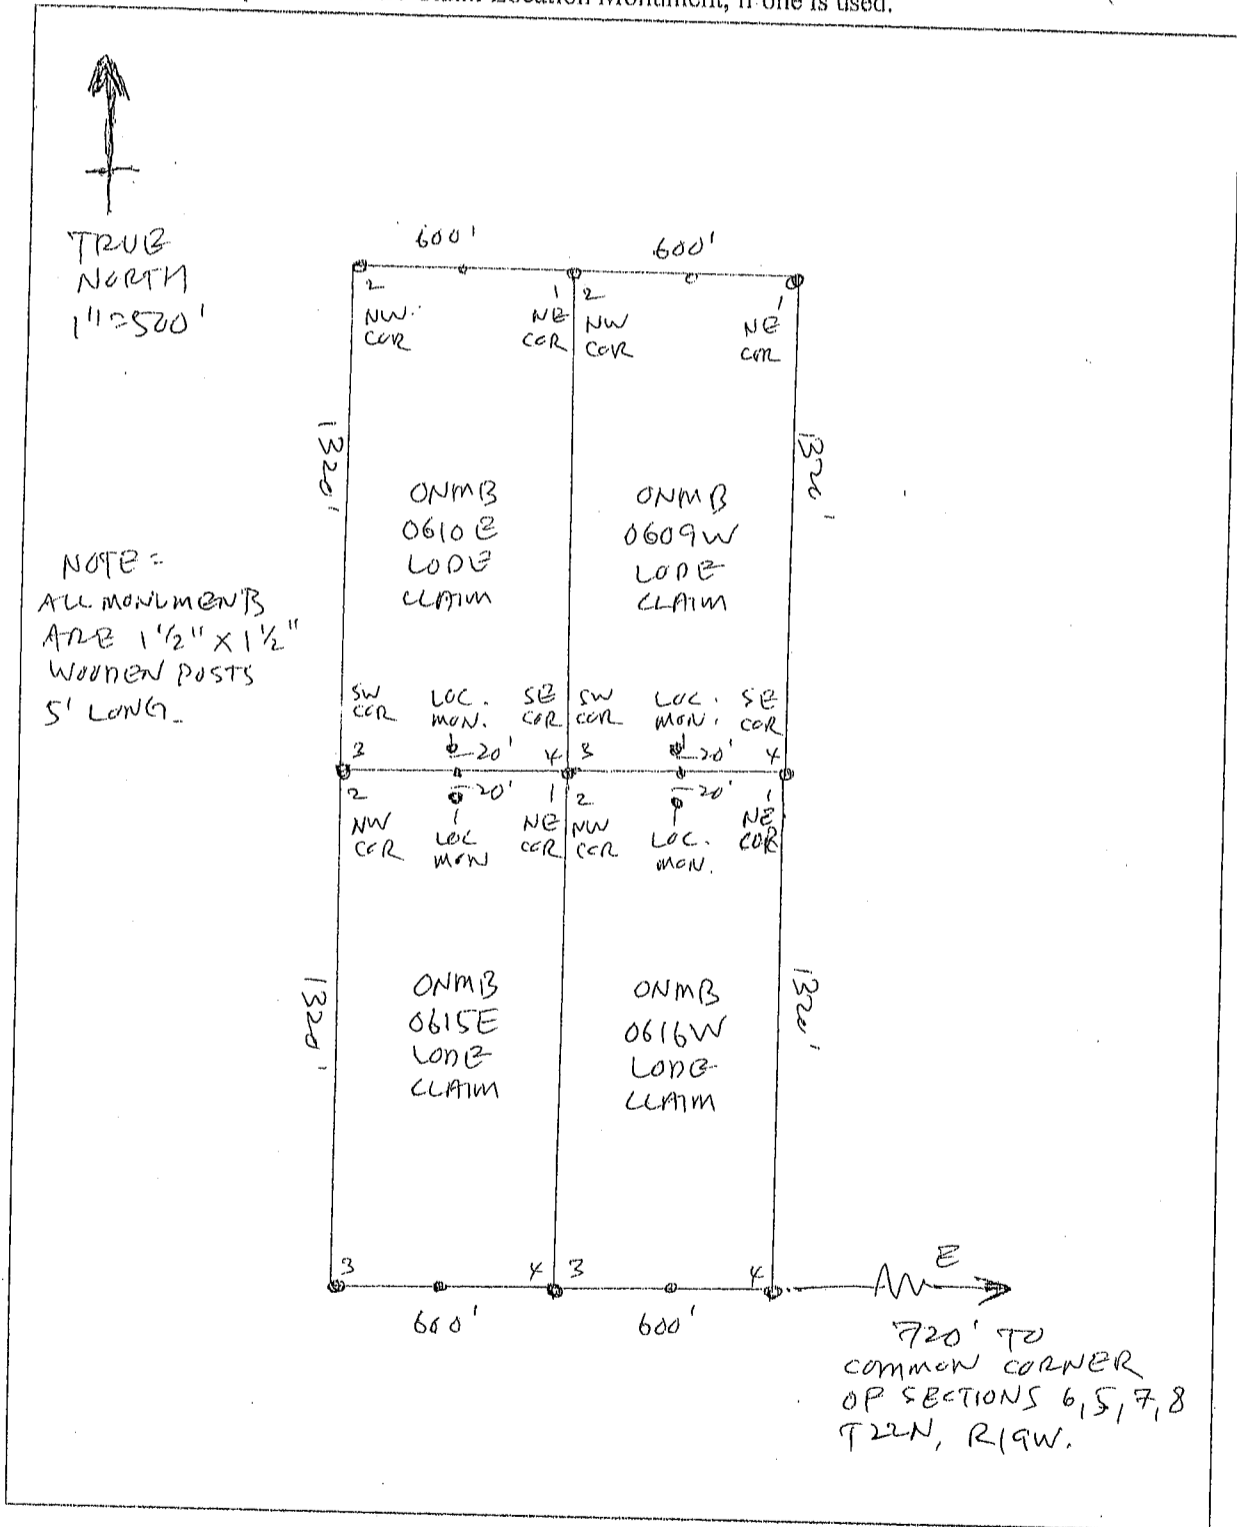 Location Monument, if one is used.
TRUE
NORTH
1"=500'
600'
600'
2
NW.
COR
1
NE
COR
2
NW
COR
1
NE
COR
1320'
1320'
ONMB
0610E
LODE
CLAIM
ONMB
0609W
LODE
CLAIM
NOTE=
ALL MONUMENTS
ARE 1 1/2" X 1 1/2"
WOODEN POSTS
5' LONG.
SW
COR
3
LOC.
MON.
20'
SE
COR
4
SW
COR
3
LOC.
MON.
20'
SE
COR
4
2
NW
COR
20'
LOC
MON
1
NE
COR
2
NW
COR
20'
LOC.
MON.
1
NE
COR
1320'
1320'
ONMB
0615E
LODE
CLAIM
ONMB
0616W
LODE
CLAIM
3
4
3
4
E
600'
600'
720' TO
COMMON CORNER
OF SECTIONS 6,5,7,8
T22N, R19W.